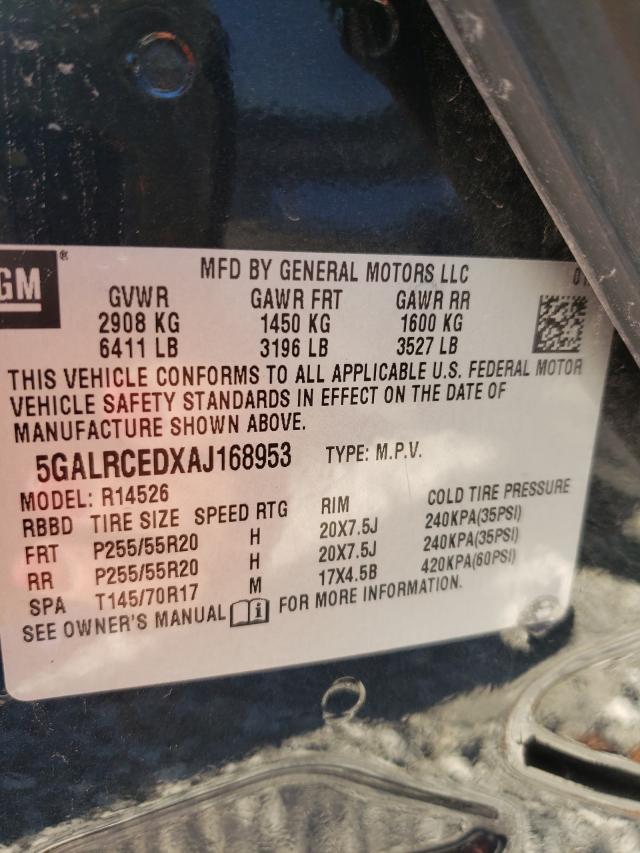 GM ®
MFD BY GENERAL MOTORS LLC
GVWR GAWR FRT GAWR RR
2908 KG 1450 KG 1600 KG
6411 LB 3196 LB 3527 LB
THIS VEHICLE CONFORMS TO ALL APPLICABLE U.S. FEDERAL MOTOR
VEHICLE SAFETY STANDARDS IN EFFECT ON THE DATE OF
MANUFACTURE SHOWN ABOVE.
5GALRCEDXAJ168953 TYPE: M.P.V.
MODEL: R14526
RBBD TIRE SIZE SPEED RTG RIM COLD TIRE PRESSURE
FRT P255/55R20 H 20X7.5J 240KPA(35PSI)
RR P255/55R20 H 20X7.5J 240KPA(35PSI)
SPA T145/70R17 M 17X4.5B 420KPA(60PSI)
SEE OWNER'S MANUAL i FOR MORE INFORMATION.